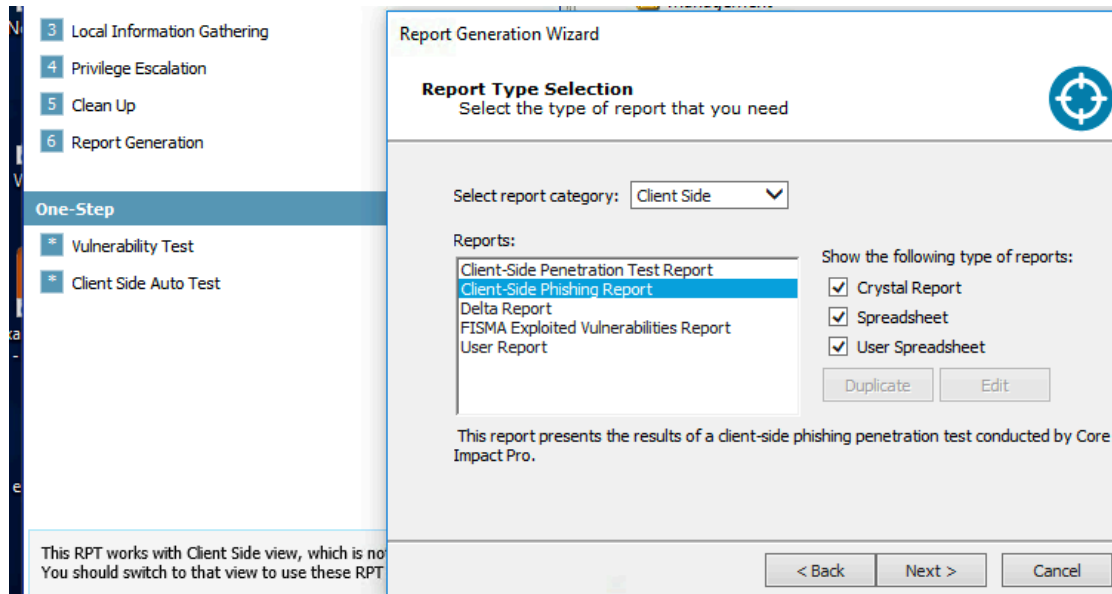 3 Local Information Gathering
4 Privilege Escalation
5 Clean Up
6 Report Generation
One-Step
* Vulnerability Test
* Client Side Auto Test
This RPT works with Client Side view, which is no
You should switch to that view to use these RPT
Report Generation Wizard
Report Type Selection
Select the type of report that you need
Select report category: Client Side
Reports:
Client-Side Penetration Test Report
Client-Side Phishing Report
Delta Report
FISMA Exploited Vulnerabilities Report
User Report
Show the following type of reports:
Crystal Report
Spreadsheet
User Spreadsheet
Duplicate Edit
This report presents the results of a client-side phishing penetration test conducted by Core
Impact Pro.
< Back Next > Cancel